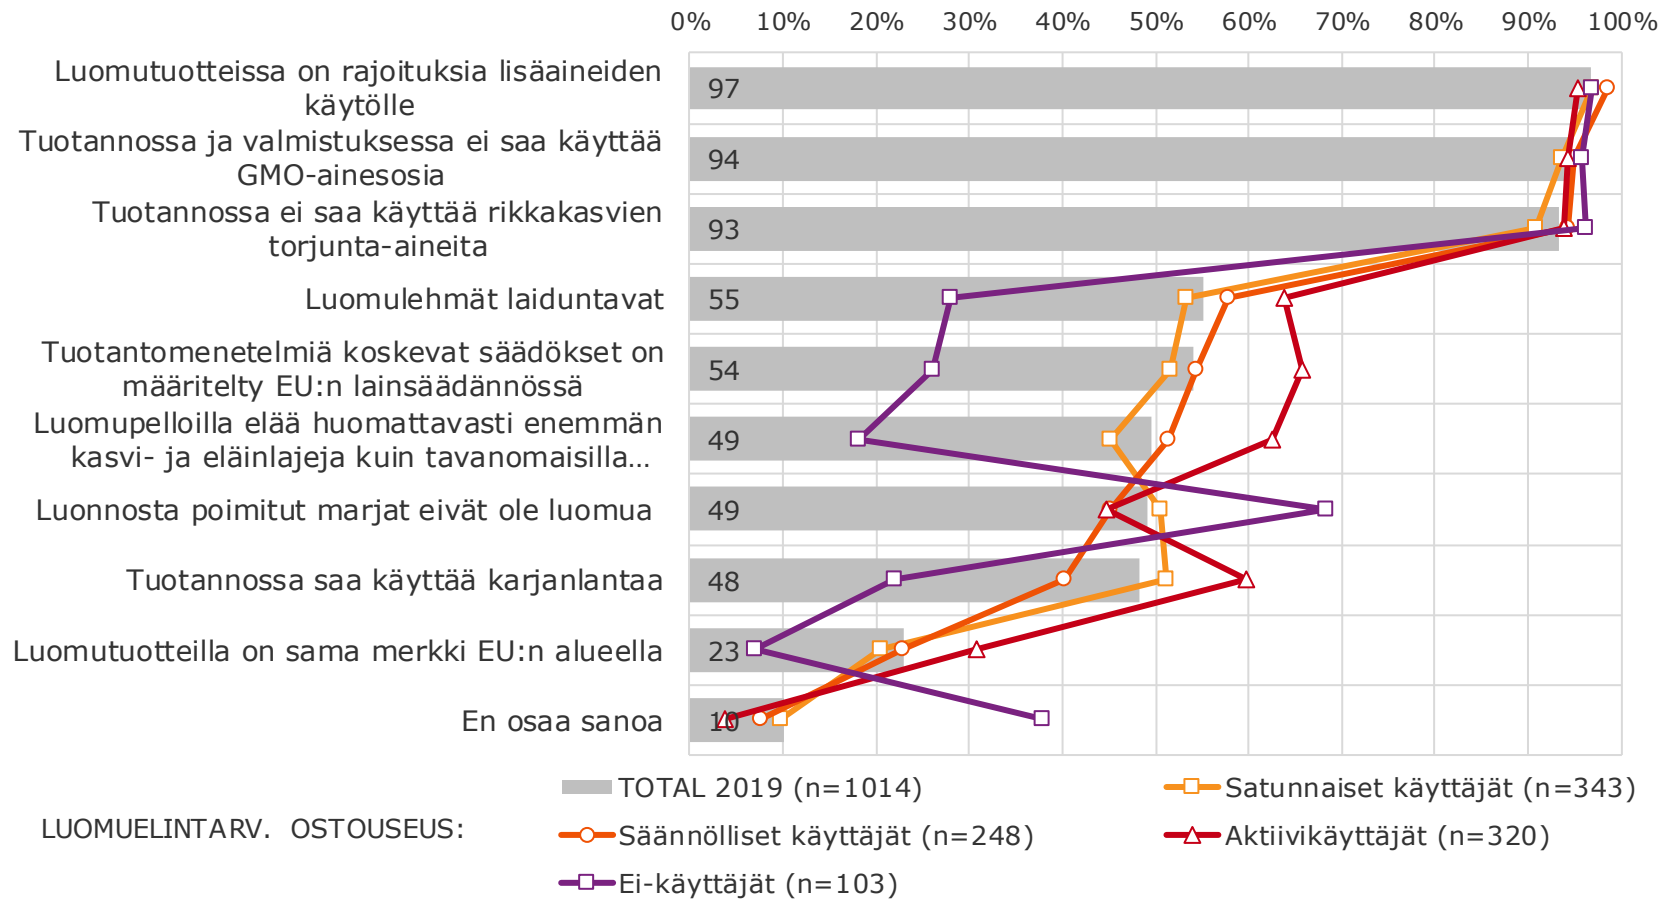 0% 10% 20% 30% 40% 50% 60% 70% 80% 90% 100%
Luomutuotteissa on rajoituksia lisäaineiden
käytölle
97
Tuotannossa ja valmistuksessa ei saa käyttää
GMO-ainesosia
94
Tuotannossa ei saa käyttää rikkakasvien
torjunta-aineita
93
Luomulehmät laiduntavat
55
Tuotantomenetelmiä koskevat säädökset on
määritelty EU:n lainsäädännössä
54
Luomupelloilla elää huomattavasti enemmän
kasvi- ja eläinlajeja kuin tavanomaisilla...
49
Luonnosta poimitut marjat eivät ole luomua
49
Tuotannossa saa käyttää karjanlantaa
48
Luomutuotteilla on sama merkki EU:n alueella
23
En osaa sanoa
10
LUOMUELINTARV. OSTOUSEUS:
TOTAL 2019 (n=1014)
Satunnaiset käyttäjät (n=343)
Säännölliset käyttäjät (n=248)
Aktiivikäyttäjät (n=320)
Ei-käyttäjät (n=103)